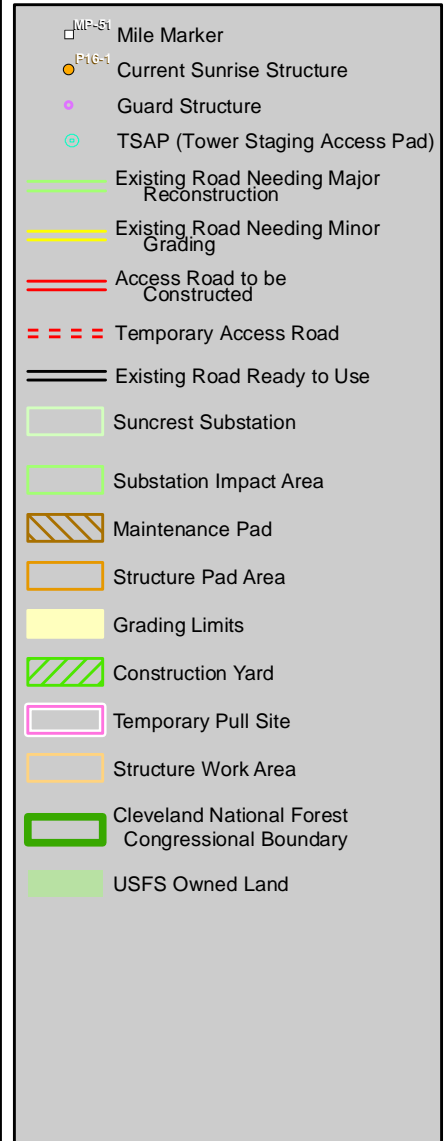 MP-51
Mile Marker
P16-1
Current Sunrise Structure
Guard Structure
TSAP (Tower Staging Access Pad)
Existing Road Needing Major
Reconstruction
Existing Road Needing Minor
Grading
Access Road to be
Constructed
Temporary Access Road
Existing Road Ready to Use
Suncrest Substation
Substation Impact Area
Maintenance Pad
Structure Pad Area
Grading Limits
Construction Yard
Temporary Pull Site
Structure Work Area
Cleveland National Forest
Congressional Boundary
USFS Owned Land